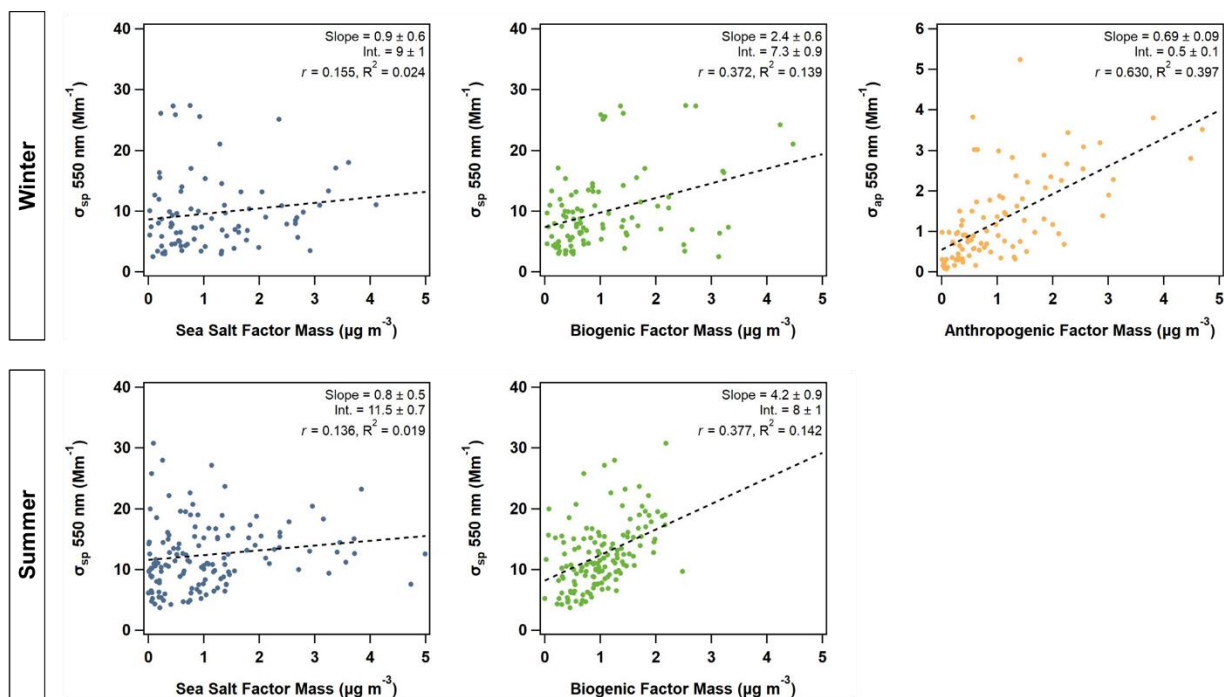 Winter
40
30
20
10
0
σsp 550 nm (Mm-1)
Slope = 0.9 ± 0.6
Int. = 9 ± 1
r = 0.155, R2 = 0.024
0 1 2 3 4 5
Sea Salt Factor Mass (µg m-3)
40
30
20
10
0
σsp 550 nm (Mm-1)
Slope = 2.4 ± 0.6
Int. = 7.3 ± 0.9
r = 0.372, R2 = 0.139
0 1 2 3 4 5
Biogenic Factor Mass (µg m-3)
6
5
4
3
2
1
0
σap 550 nm (Mm-1)
Slope = 0.69 ± 0.09
Int. = 0.5 ± 0.1
r = 0.630, R2 = 0.397
0 1 2 3 4 5
Anthropogenic Factor Mass (µg m-3)
Summer
40
30
20
10
0
σsp 550 nm (Mm-1)
Slope = 0.8 ± 0.5
Int. = 11.5 ± 0.7
r = 0.136, R2 = 0.019
0 1 2 3 4 5
Sea Salt Factor Mass (µg m-3)
40
30
20
10
0
σsp 550 nm (Mm-1)
Slope = 4.2 ± 0.9
Int. = 8 ± 1
r = 0.377, R2 = 0.142
0 1 2 3 4 5
Biogenic Factor Mass (µg m-3)